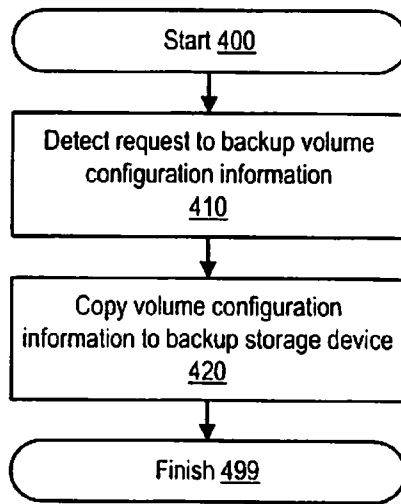 Start 400
Detect request to backup volume
configuration information
410
Copy volume configuration
information to backup storage device
420
Finish 499